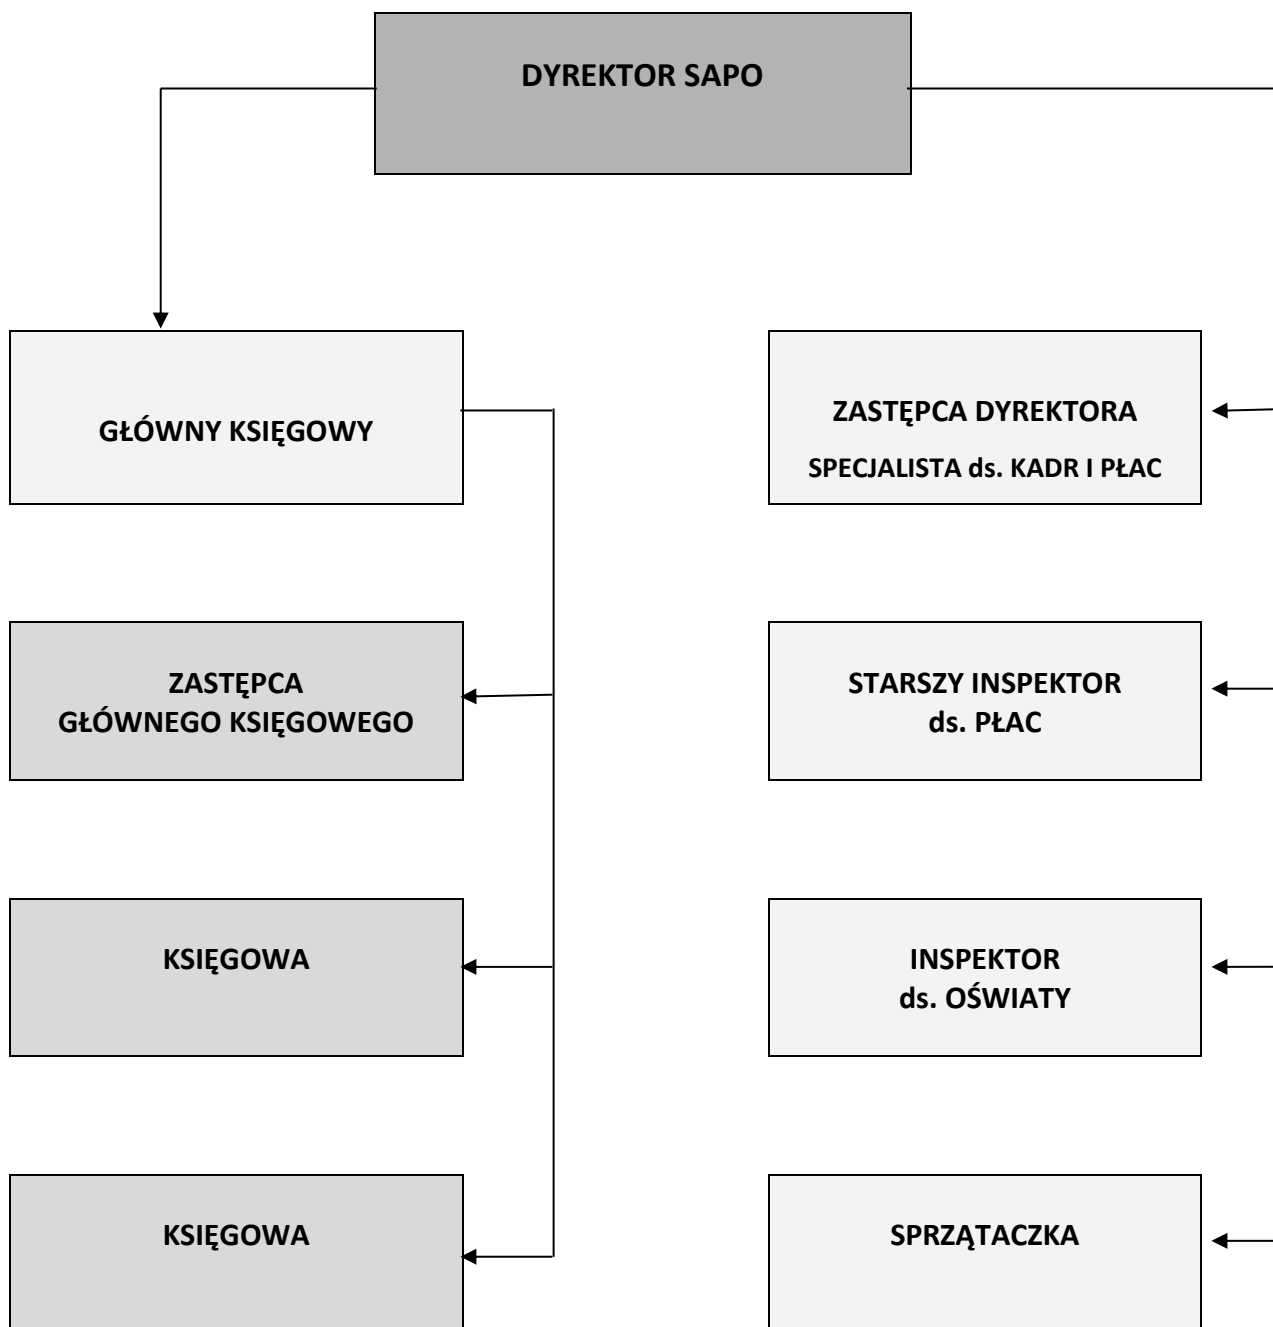 DYREKTOR SAPO
GŁÓWNY KSIĘGOWY
ZASTĘPCA DYREKTORA
SPECJALISTA ds. KADR I PŁAC
ZASTĘPCA
GŁÓWNEGO KSIĘGOWEGO
STARSZY INSPEKTOR
ds. PŁAC
KSIĘGOWA
INSPEKTOR
ds. OŚWIATY
KSIĘGOWA
SPRZĄTACZKA